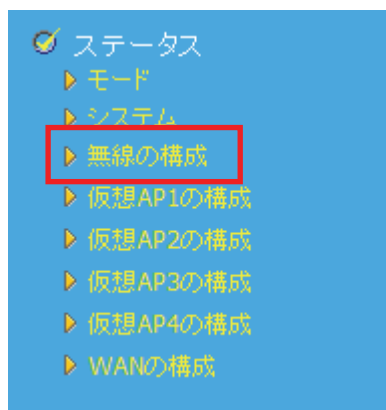 ステータス
モード
システム
無線の構成
仮想AP1の構成
仮想AP2の構成
仮想AP3の構成
仮想AP4の構成
WANの構成